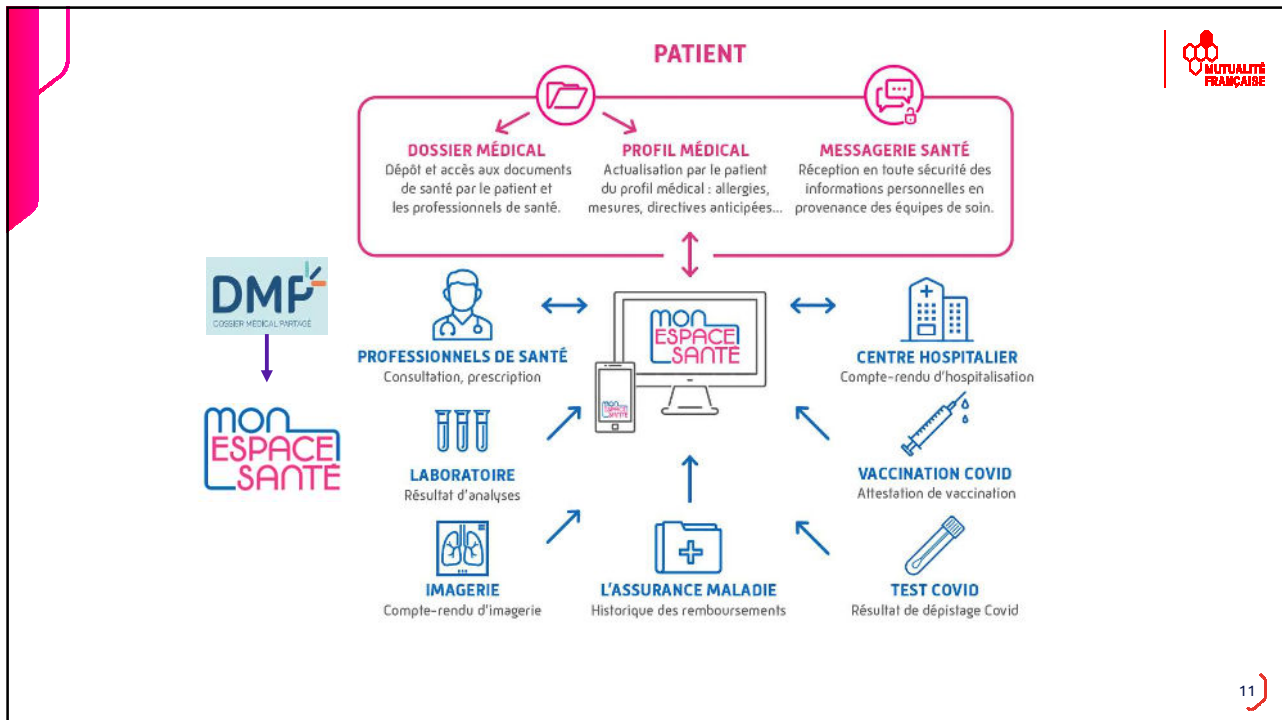 PATIENT
MUTUALITÉ
FRANÇAISE
DOSSIER MÉDICAL
Dépôt et accès aux documents
de santé par le patient et
les professionnels de santé.
PROFIL MÉDICAL
Actualisation par le patient
du profil médical : allergies,
mesures, directives anticipées...
MESSAGERIE SANTÉ
Réception en toute sécurité des
informations personnelles en
provenance des équipes de soin.
DMP
DOSSIER MÉDICAL PARTAGÉ
mon
ESPACE
SANTÉ
PROFESSIONNELS DE SANTÉ
Consultation, prescription
mon
ESPACE
SANTÉ
mon
ESPACE
SANTÉ
CENTRE HOSPITALIER
Compte-rendu d'hospitalisation
LABORATOIRE
Résultat d'analyses
VACCINATION COVID
Attestation de vaccination
IMAGERIE
Compte-rendu d'imagerie
L'ASSURANCE MALADIE
Historique des remboursements
TEST COVID
Résultat de dépistage Covid
11